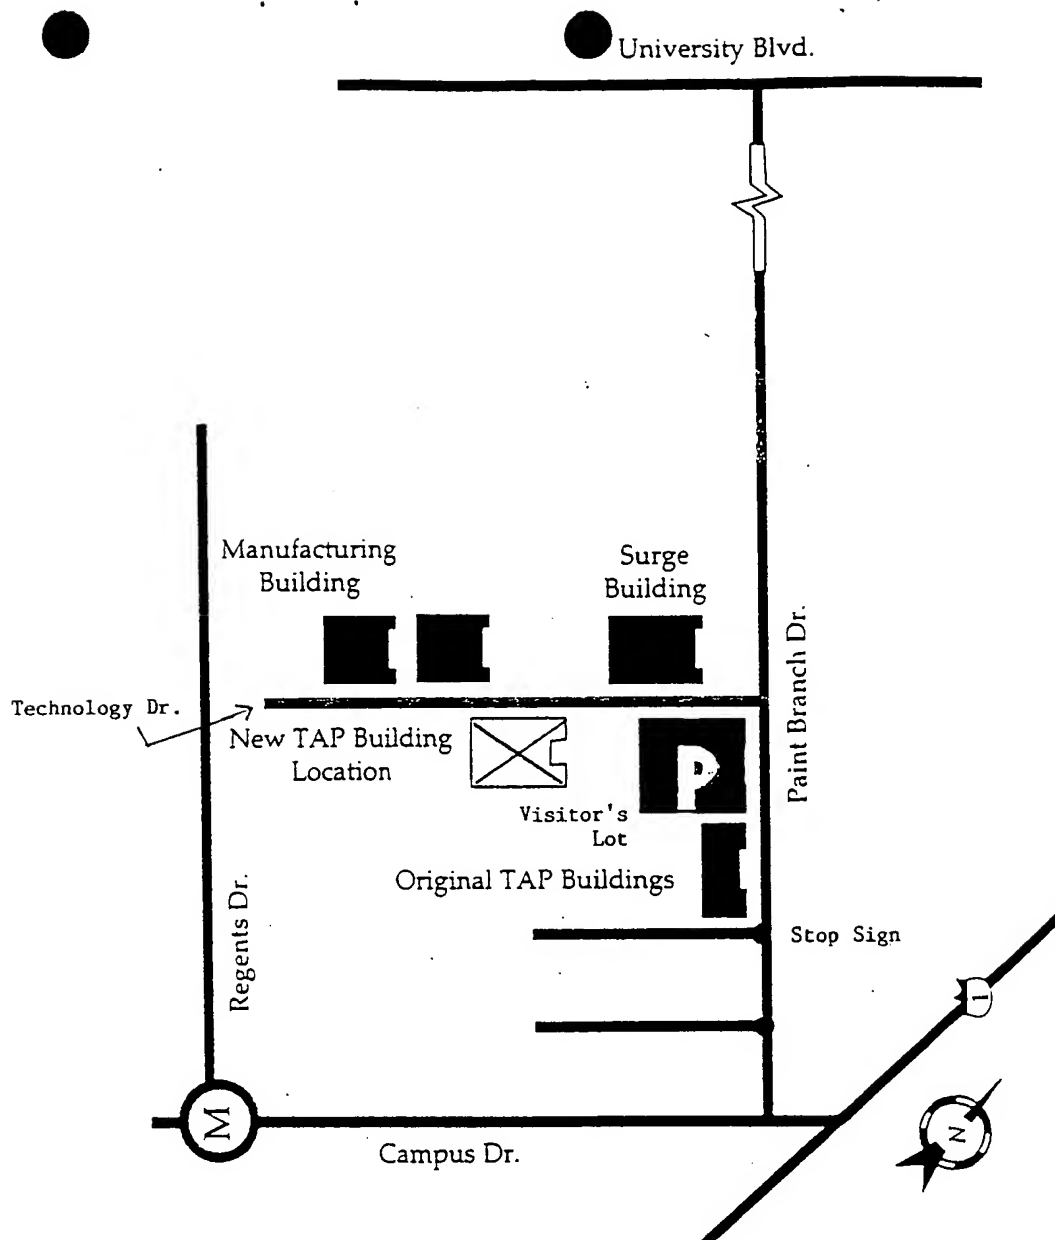 University Blvd.
Manufacturing
Building
Surge
Building
Paint Branch Dr.
Technology Dr.
New TAP Building
Location
P
Visitor's
Lot
Original TAP Buildings
Regents Dr.
Stop Sign
1
M
N
Campus Dr.